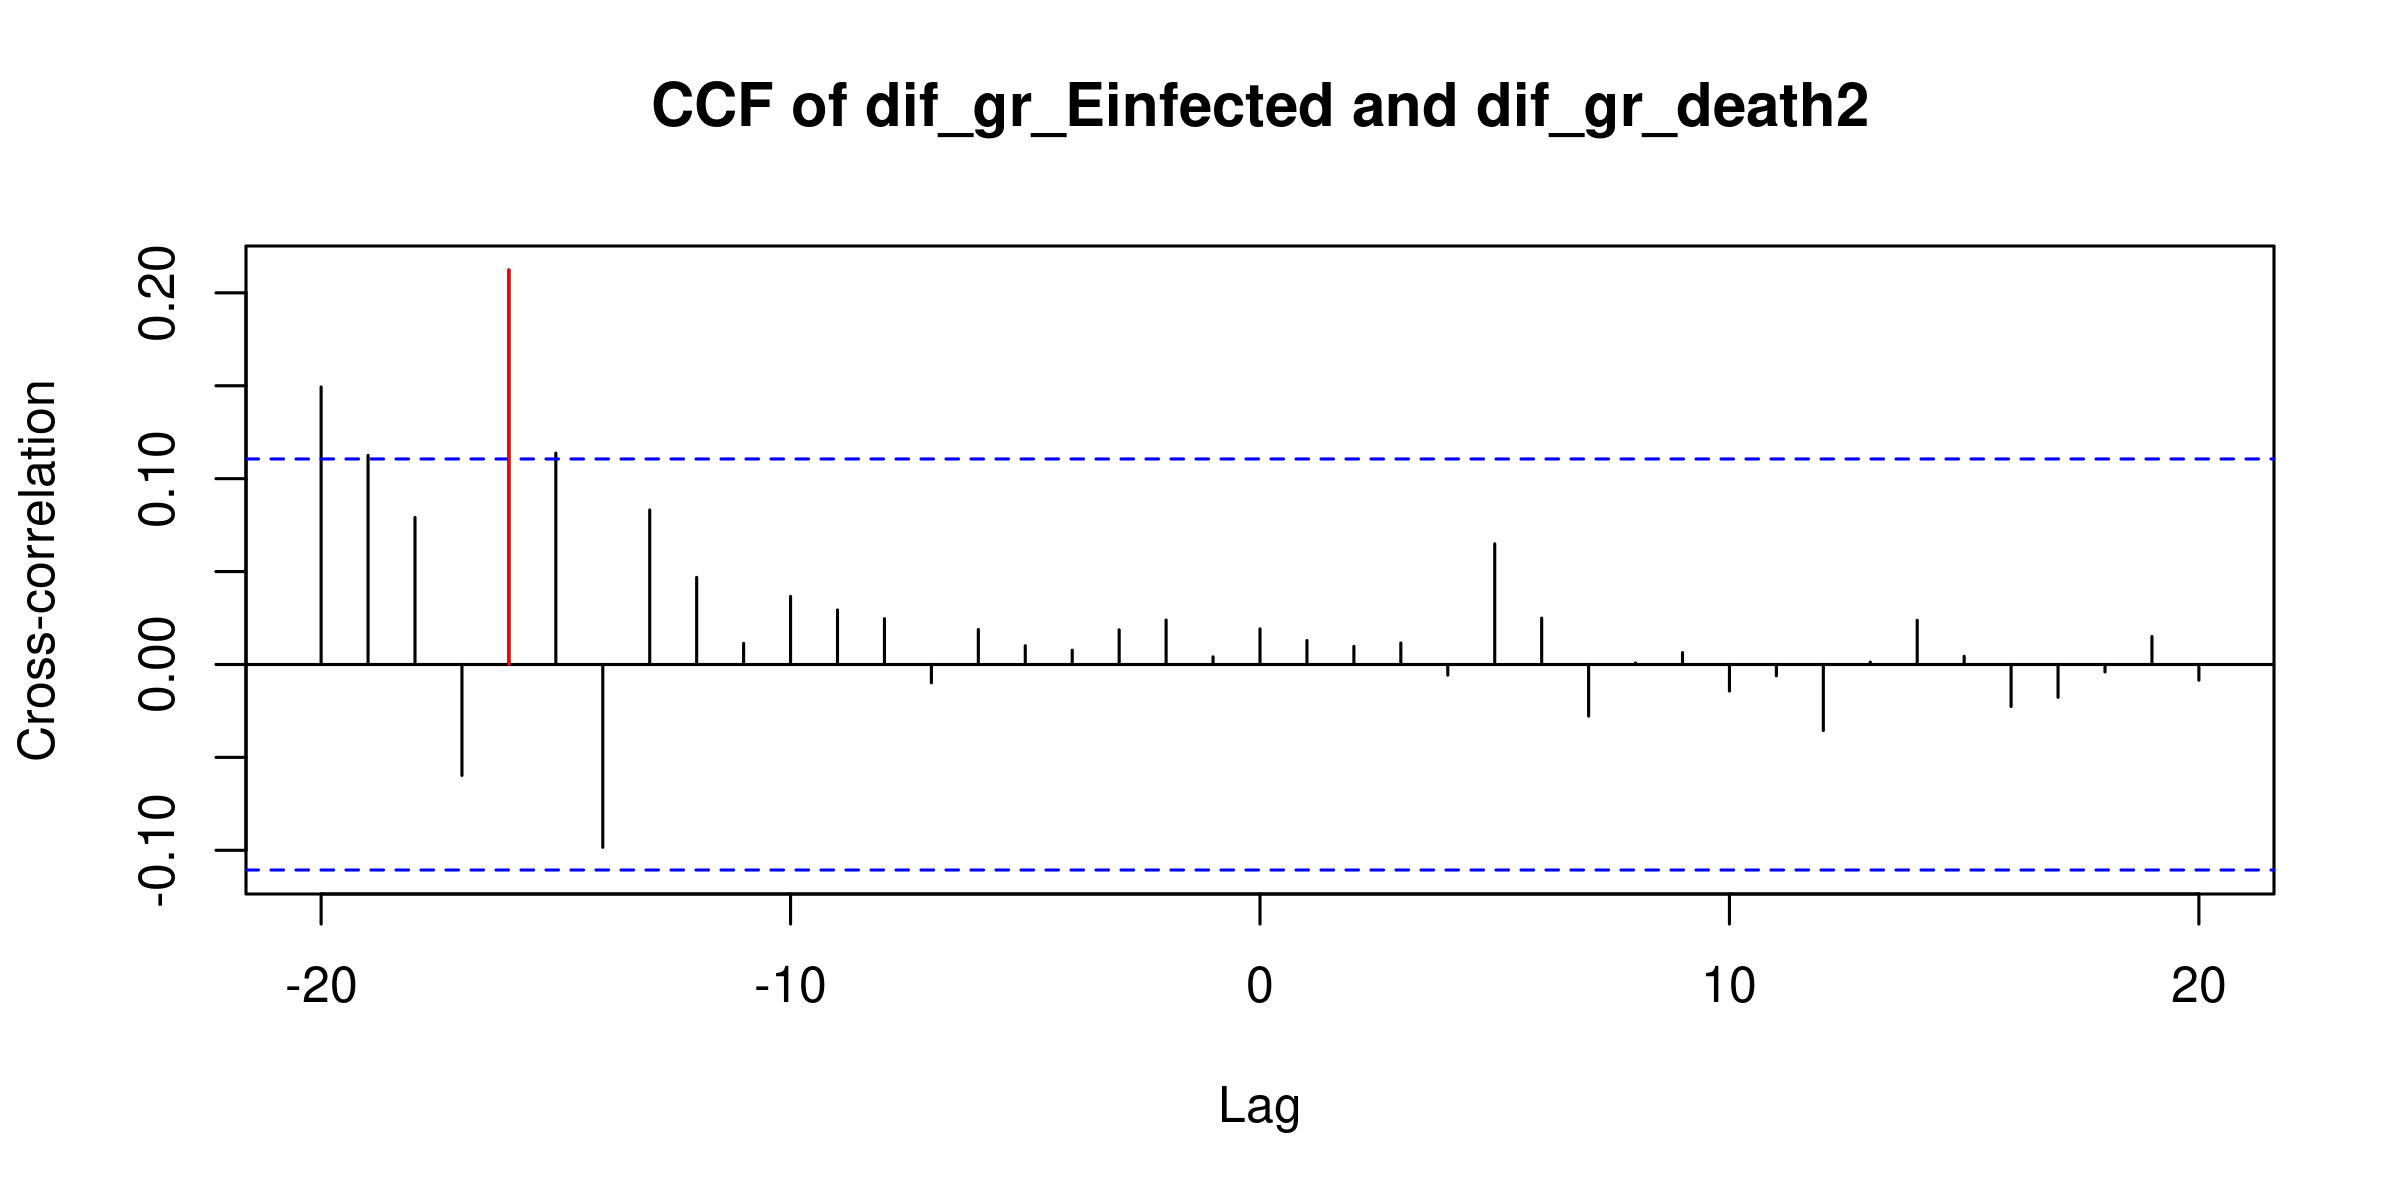 CCF of dif_gr_Einfected and dif_gr_death2
Cross-correlation
0.20
0.10
0.00
-0.10
-20 -10 0 10 20
Lag